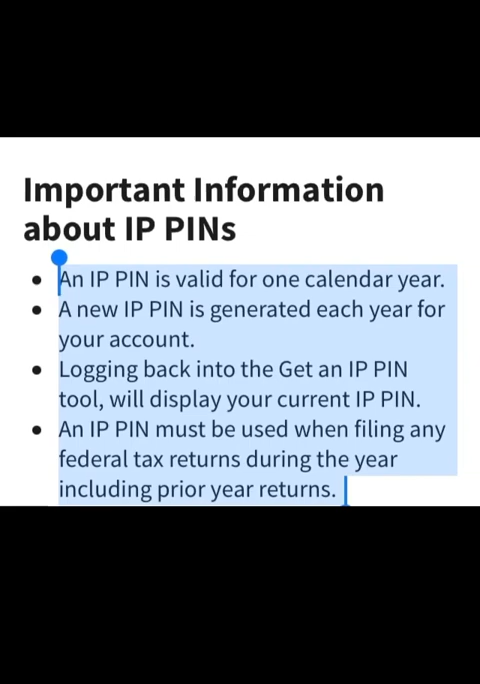 Important Information
about IP PINs
• An IP PIN is valid for one calendar year.
• A new IP PIN is generated each year for
your account.
• Logging back into the Get an IP PIN
tool, will display your current IP PIN.
• An IP PIN must be used when filing any
federal tax returns during the year
including prior year returns.